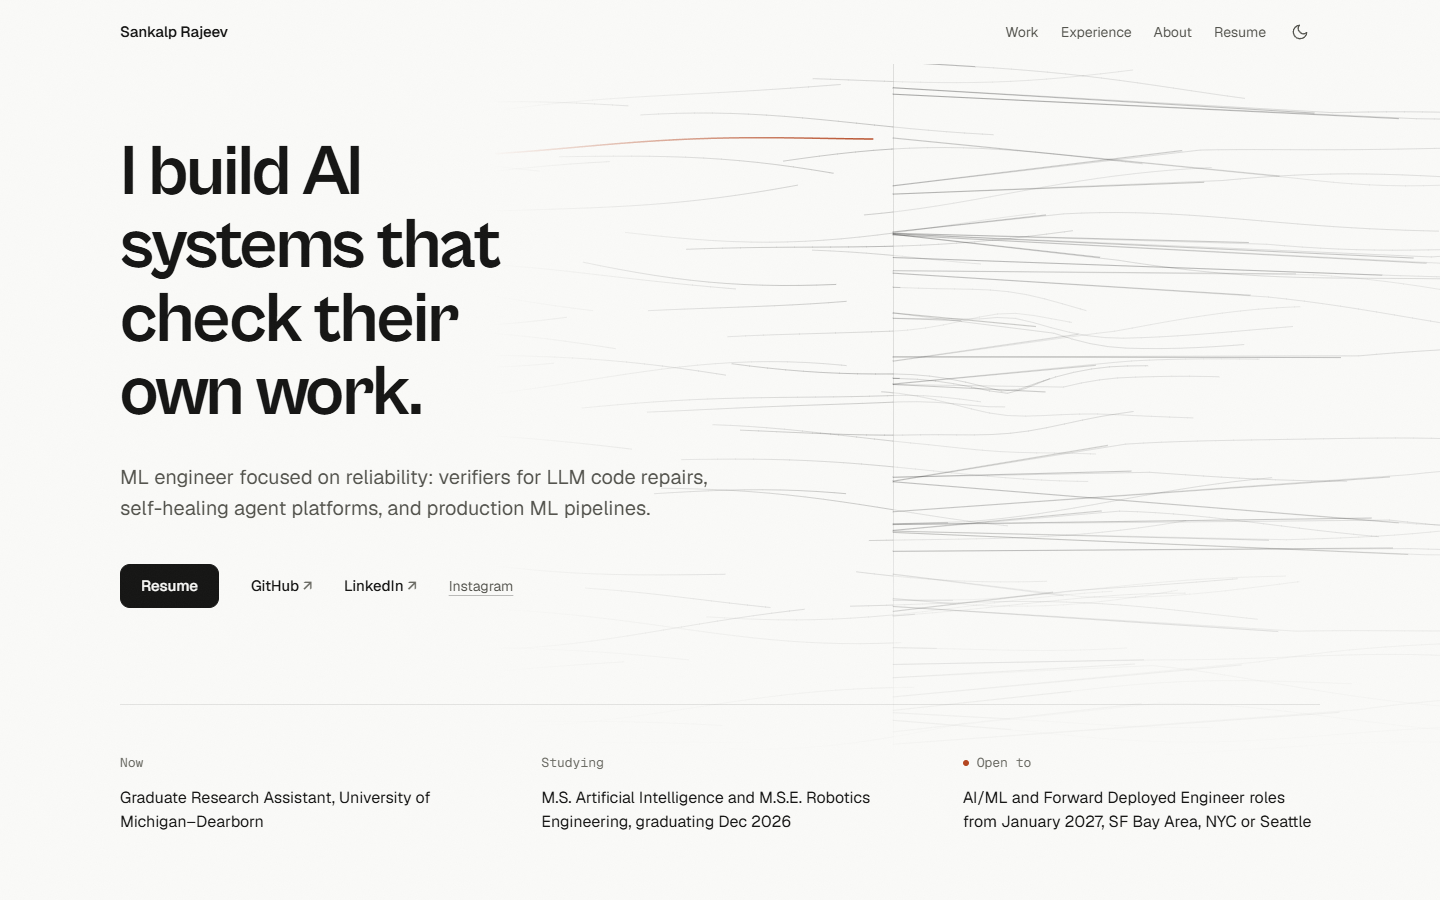 Sankalp Rajeev
Work Experience About Resume
I build AI
systems that
check their
own work.
ML engineer focused on reliability: verifiers for LLM code repairs,
self-healing agent platforms, and production ML pipelines.
Resume GitHub ↗ LinkedIn ↗ Instagram
Now
Graduate Research Assistant, University of
Michigan–Dearborn
Studying
M.S. Artificial Intelligence and M.S.E. Robotics
Engineering, graduating Dec 2026
Open to
AI/ML and Forward Deployed Engineer roles
from January 2027, SF Bay Area, NYC or Seattle